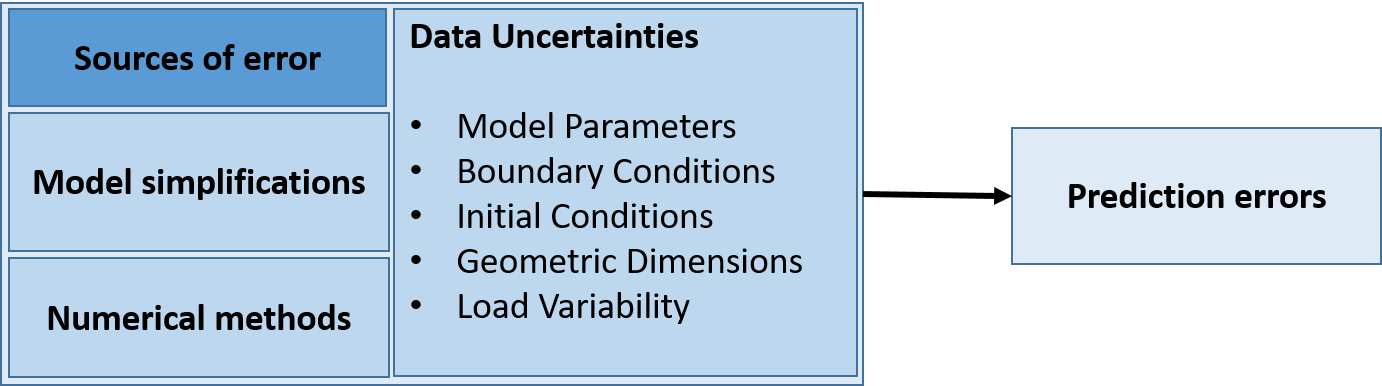 Sources of error
Model simplifications
Numerical methods
Data Uncertainties
• Model Parameters
• Boundary Conditions
• Initial Conditions
• Geometric Dimensions
• Load Variability
Prediction errors